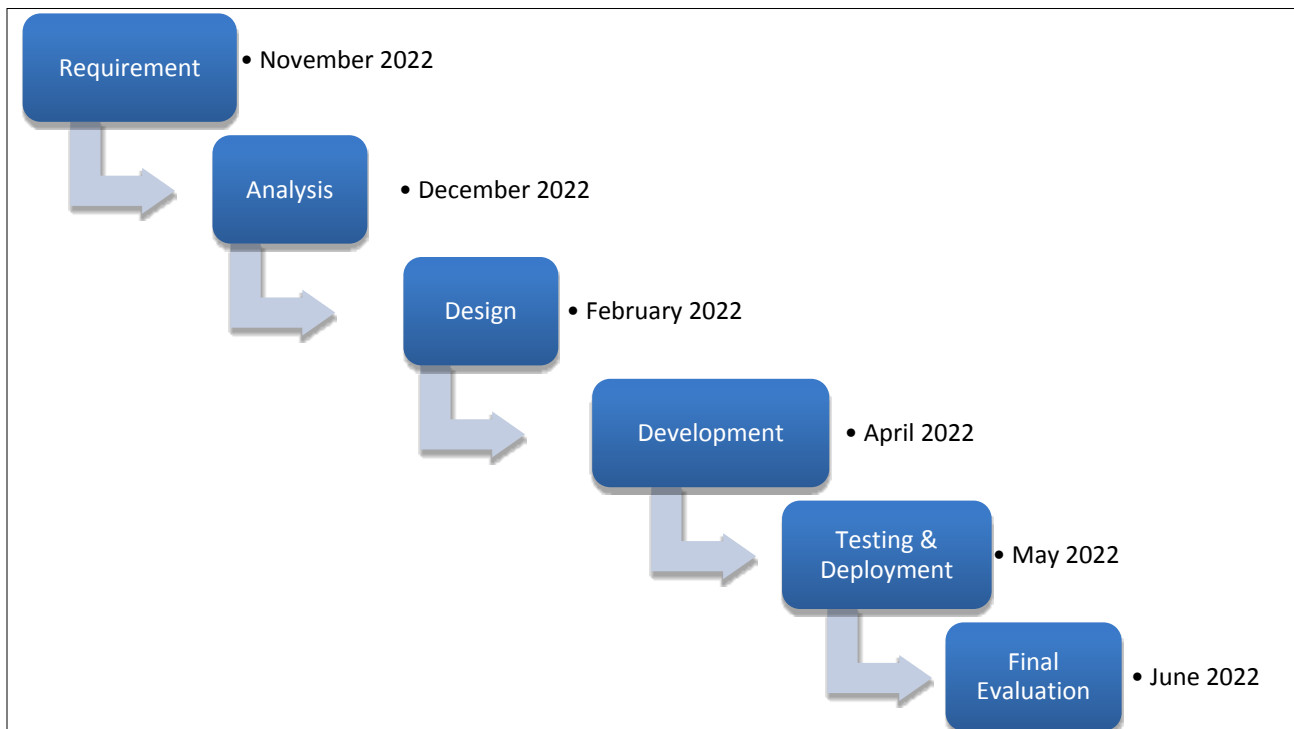 Requirement
• November 2022
Analysis
• December 2022
Design
• February 2022
Development
• April 2022
Testing &
Deployment
• May 2022
Final
Evaluation
• June 2022